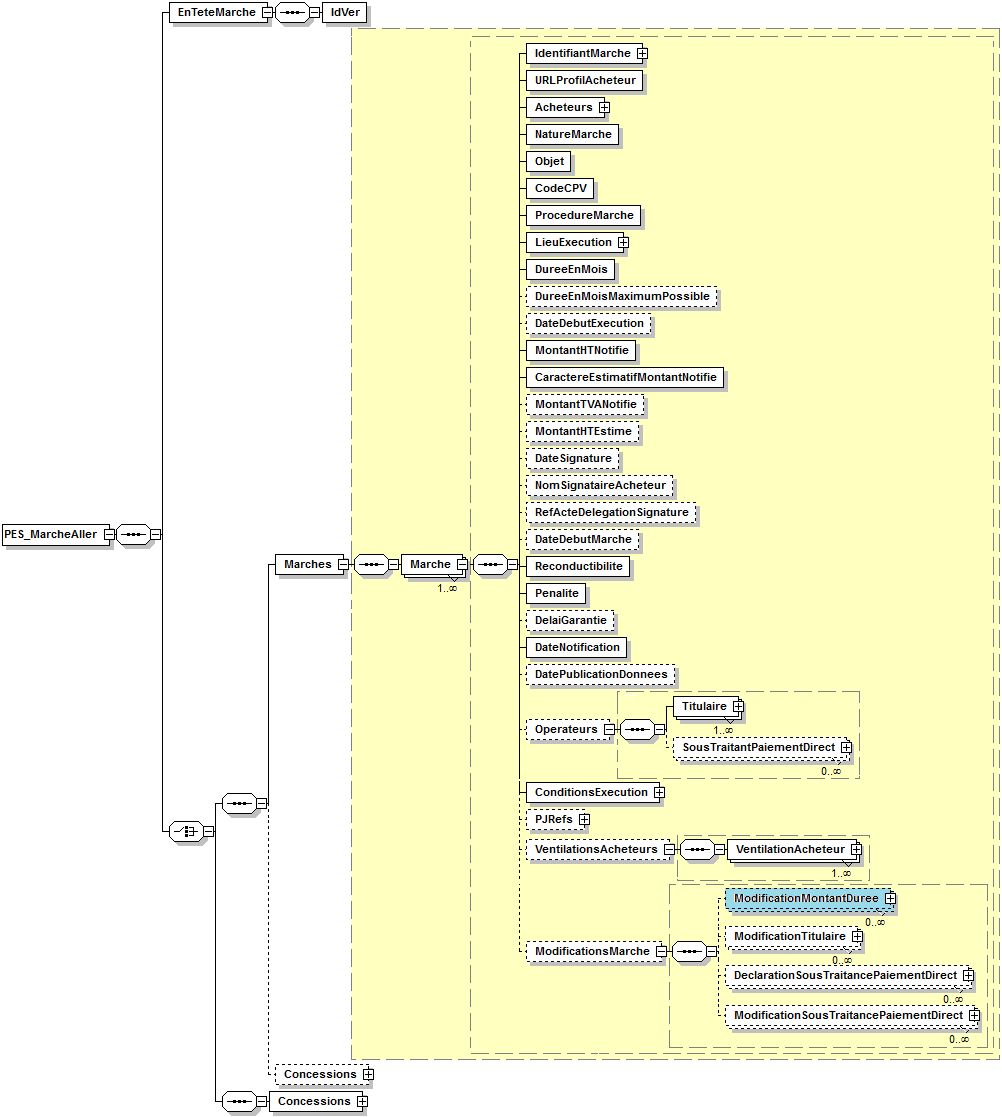 EnTeteMarche
IdVer
IdentifiantMarche
URLProfilAcheteur
Acheteurs
NatureMarche
Objet
CodeCPV
ProcedureMarche
LieuExecution
DureeEnMois
DureeEnMoisMaximumPossible
DateDebutExecution
MontantHTNotifie
CaractereEstimatifMontantNotifie
MontantTVANotifie
MontantHTEstime
DateSignature
NomSignataireAcheteur
RefActeDelegationSignature
PES_MarcheAller
DateDebutMarche
Marches
Marche
1..∞
Reconductibilite
Penalite
DelaiGarantie
DateNotification
DatePublicationDonnees
Operateurs
Titulaire
1..∞
SousTraitantPaiementDirect
0..∞
ConditionsExecution
PJRefs
VentilationsAcheteurs
VentilationAcheteur
1..∞
ModificationsMarche
ModificationMontantDuree
0..∞
ModificationTitulaire
0..∞
DeclarationSousTraitancePaiementDirect
0..∞
ModificationSousTraitancePaiementDirect
0..∞
Concessions
Concessions